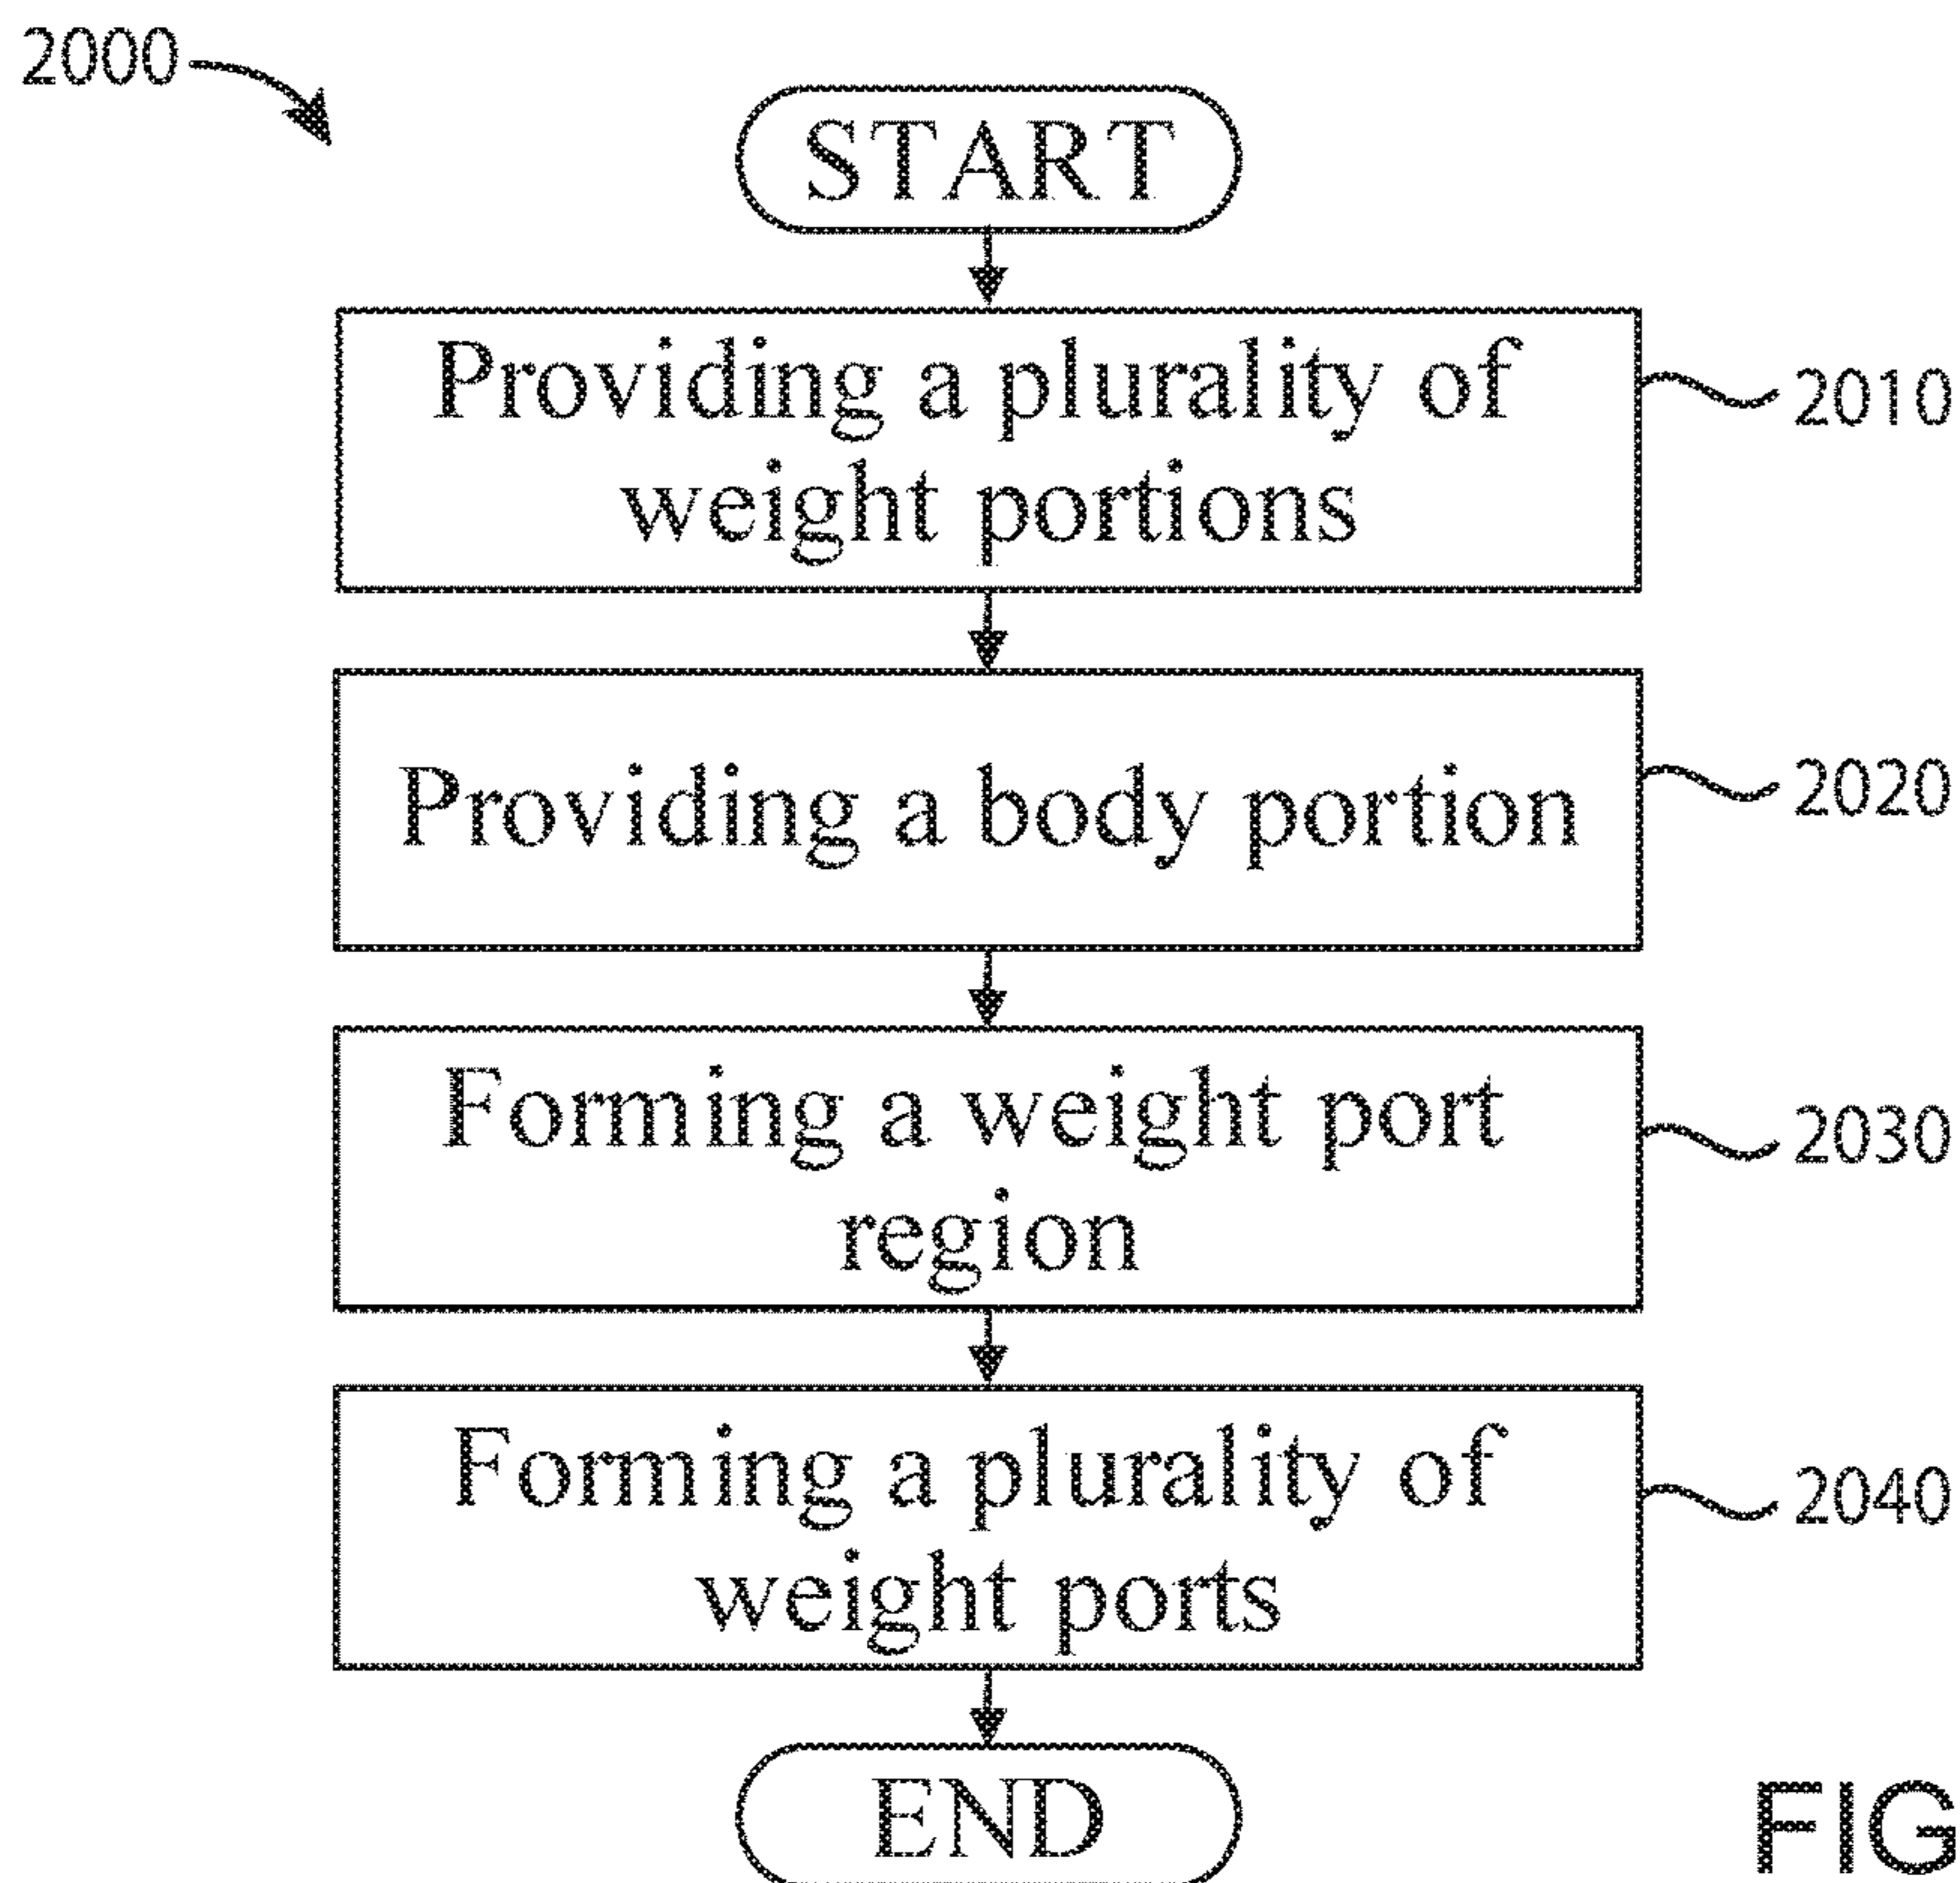 2000
START
Providing a plurality of
weight portions
2010
Providing a body portion
2020
Forming a weight port
region
2030
Forming a plurality of
weight ports
2040
END
FIG